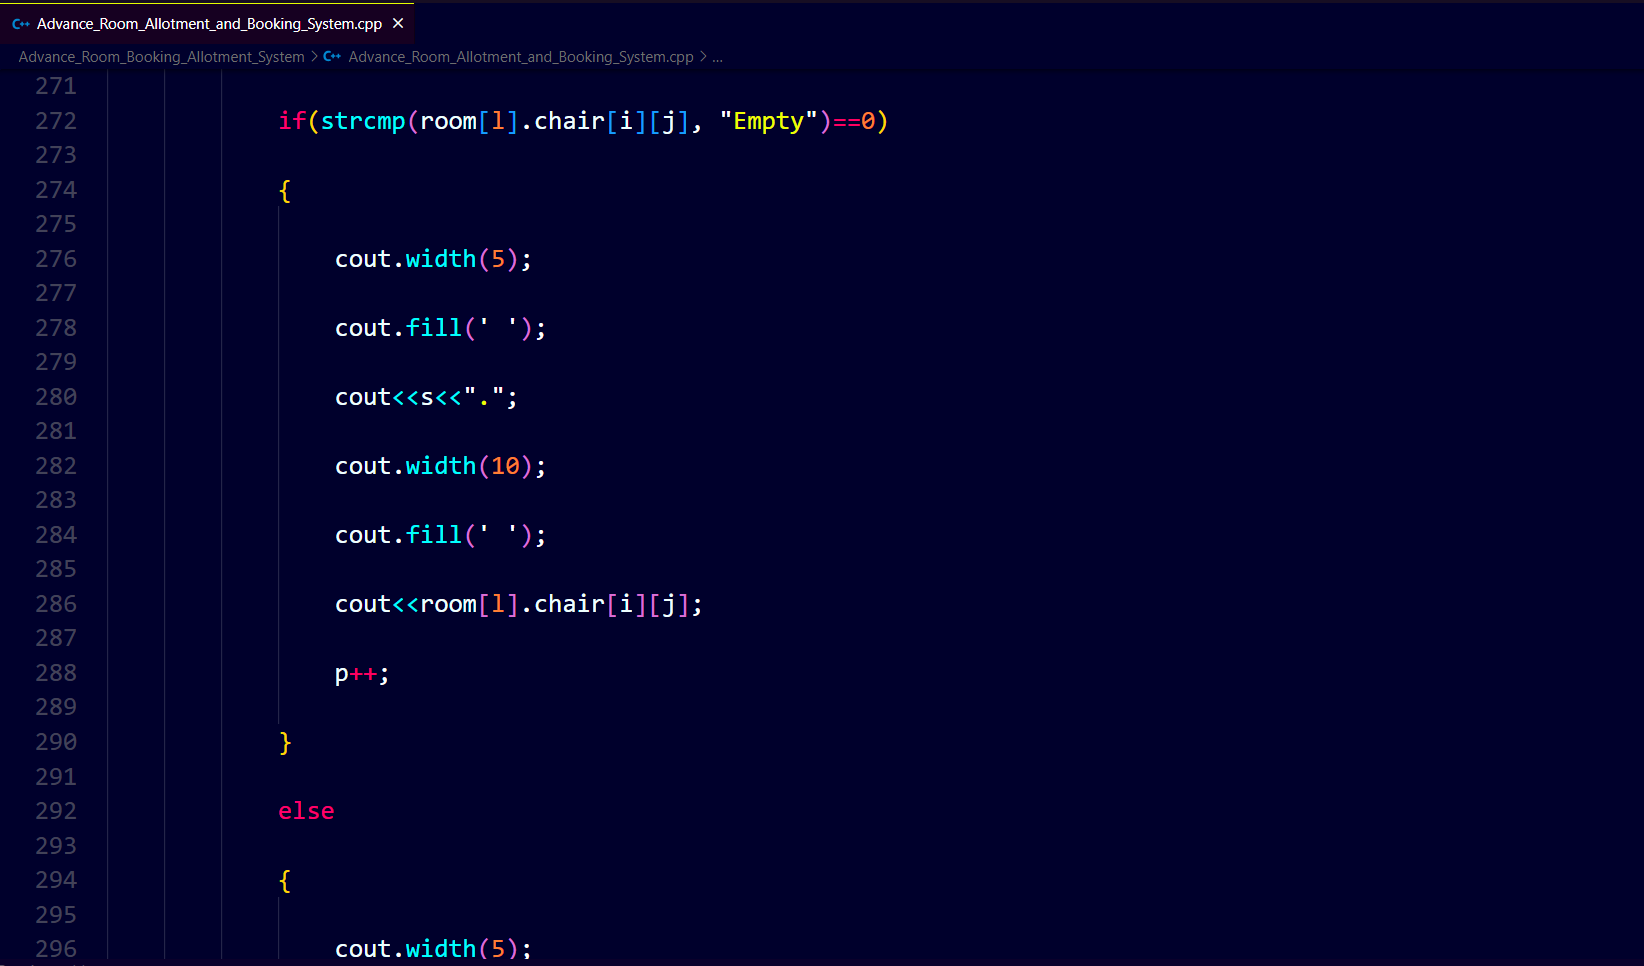 C++ Advance_Room_Allotment_and_Booking_System.cpp ×
Advance_Room_Booking_Allotment_System > C++ Advance_Room_Allotment_and_Booking_System.cpp > ...
271
272 if(strcmp(room[l].chair[i][j], "Empty")==0)
273
274 {
275
276 cout.width(5);
277
278 cout.fill(' ');
279
280 cout<<s<<".";
281
282 cout.width(10);
283
284 cout.fill(' ');
285
286 cout<<room[l].chair[i][j];
287
288 p++;
289
290 }
291
292 else
293
294 {
295
296 cout.width(5);